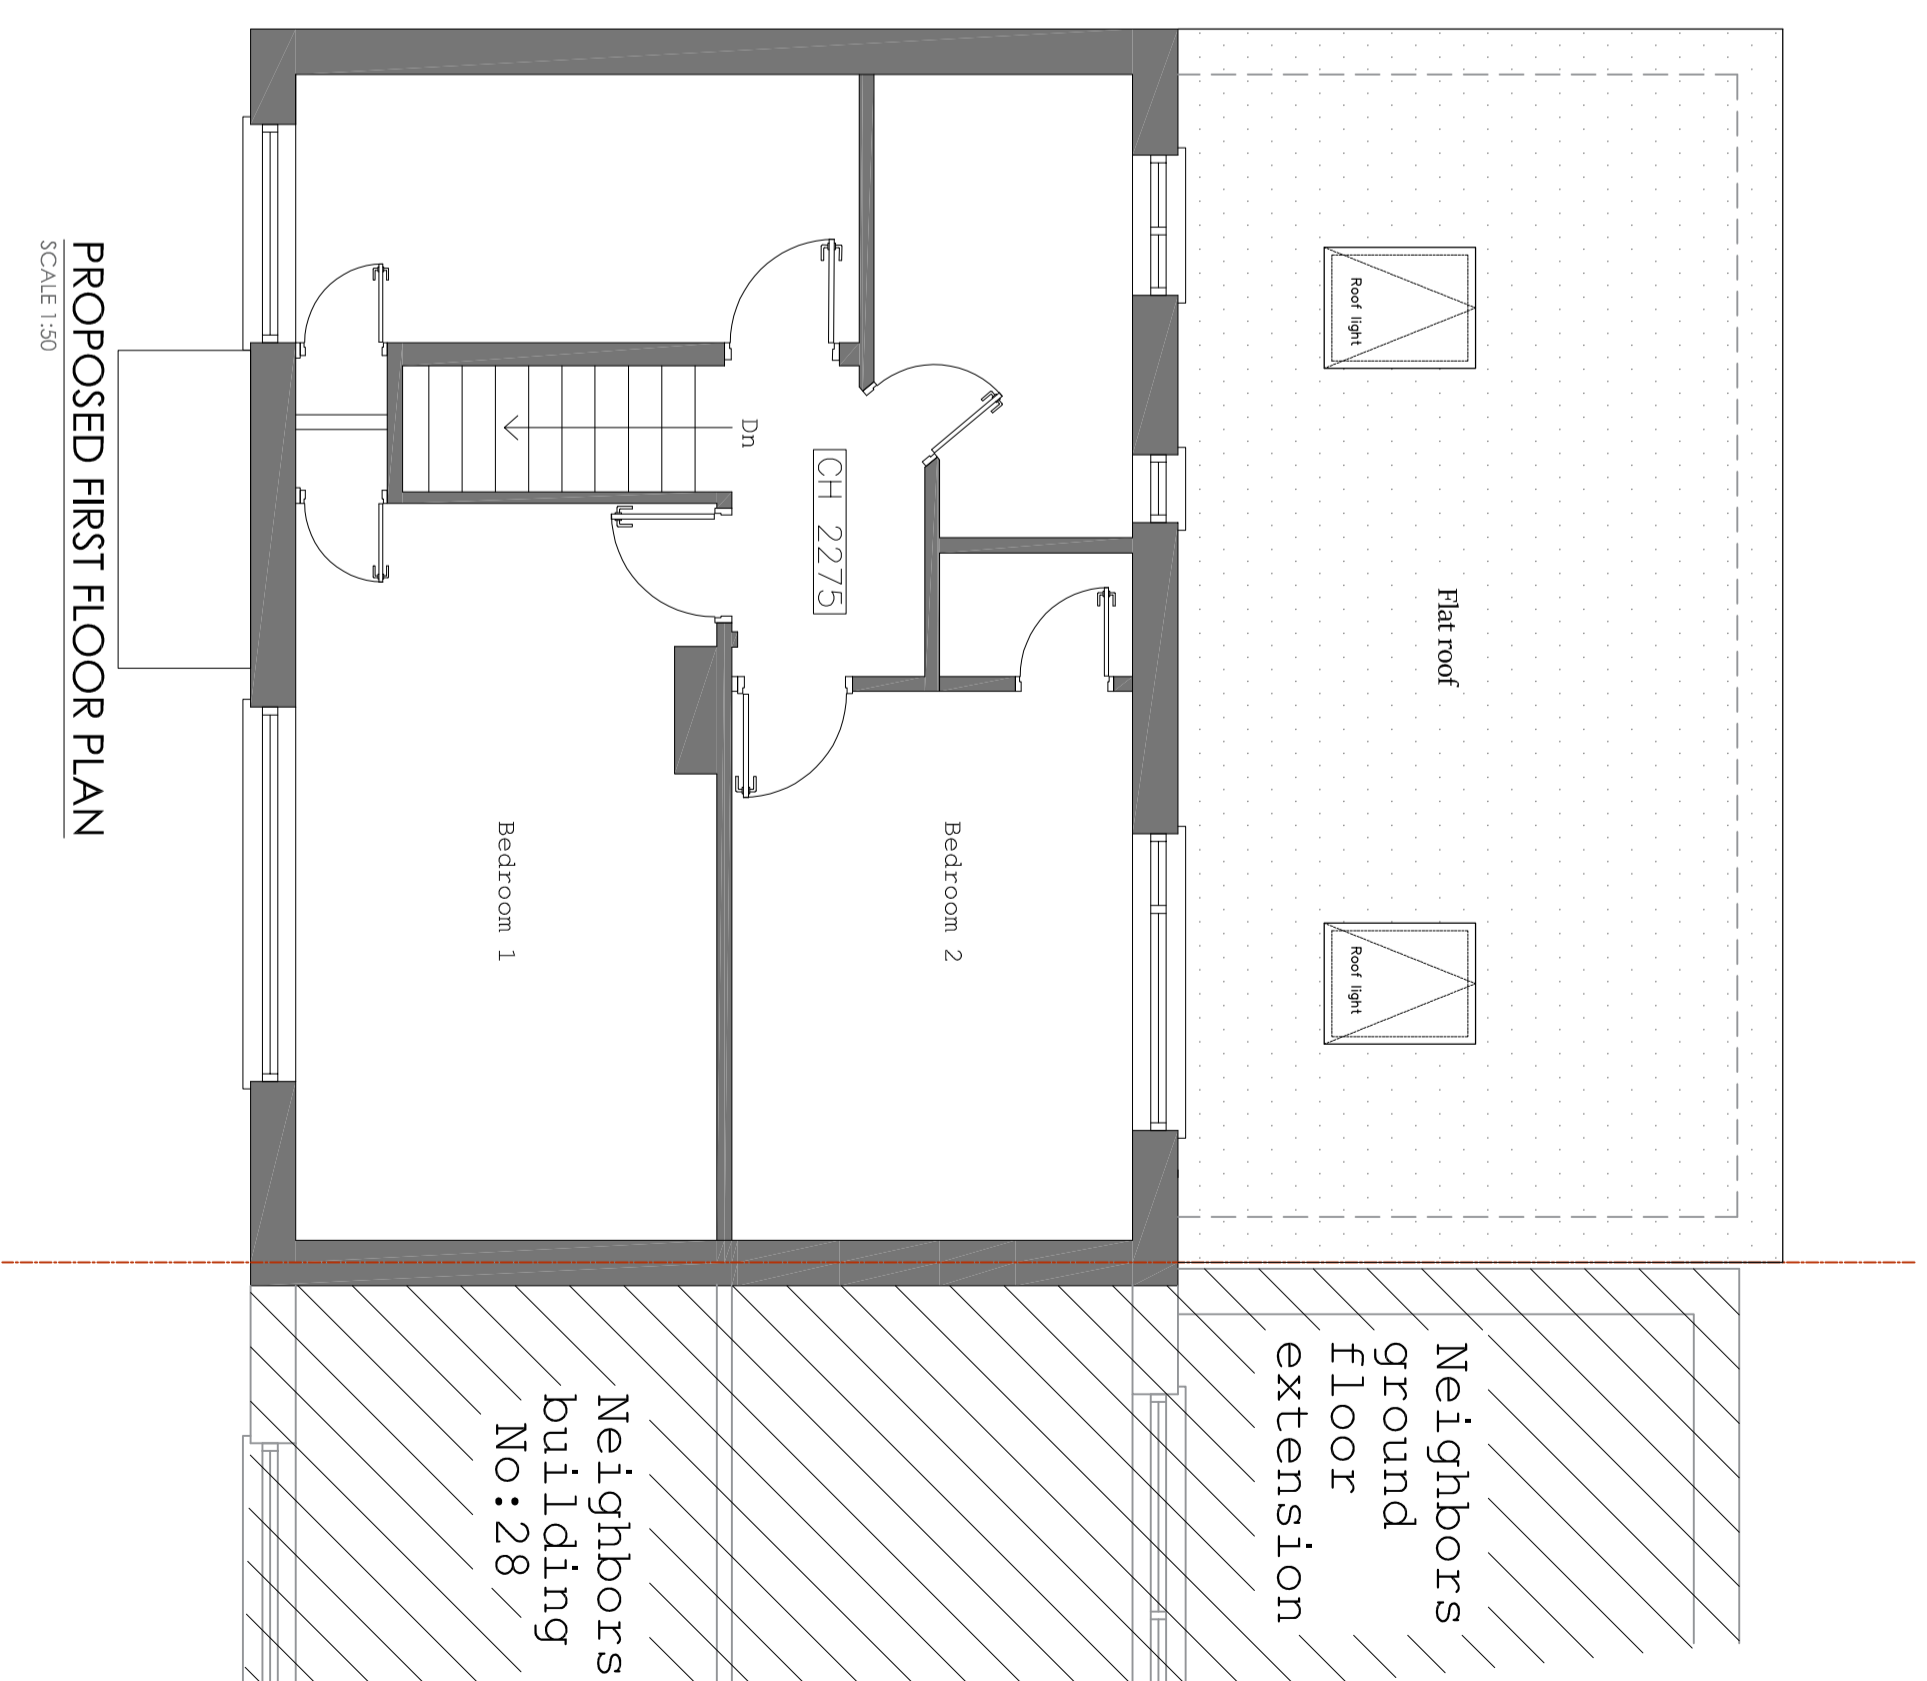 Roof light
Flat roof
Roof light
Dn
CH 2275
Bedroom 2
Bedroom 1
Neighbors
ground
floor
extension
Neighbors
building
No:28
PROPOSED FIRST FLOOR PLAN
SCALE 1:50